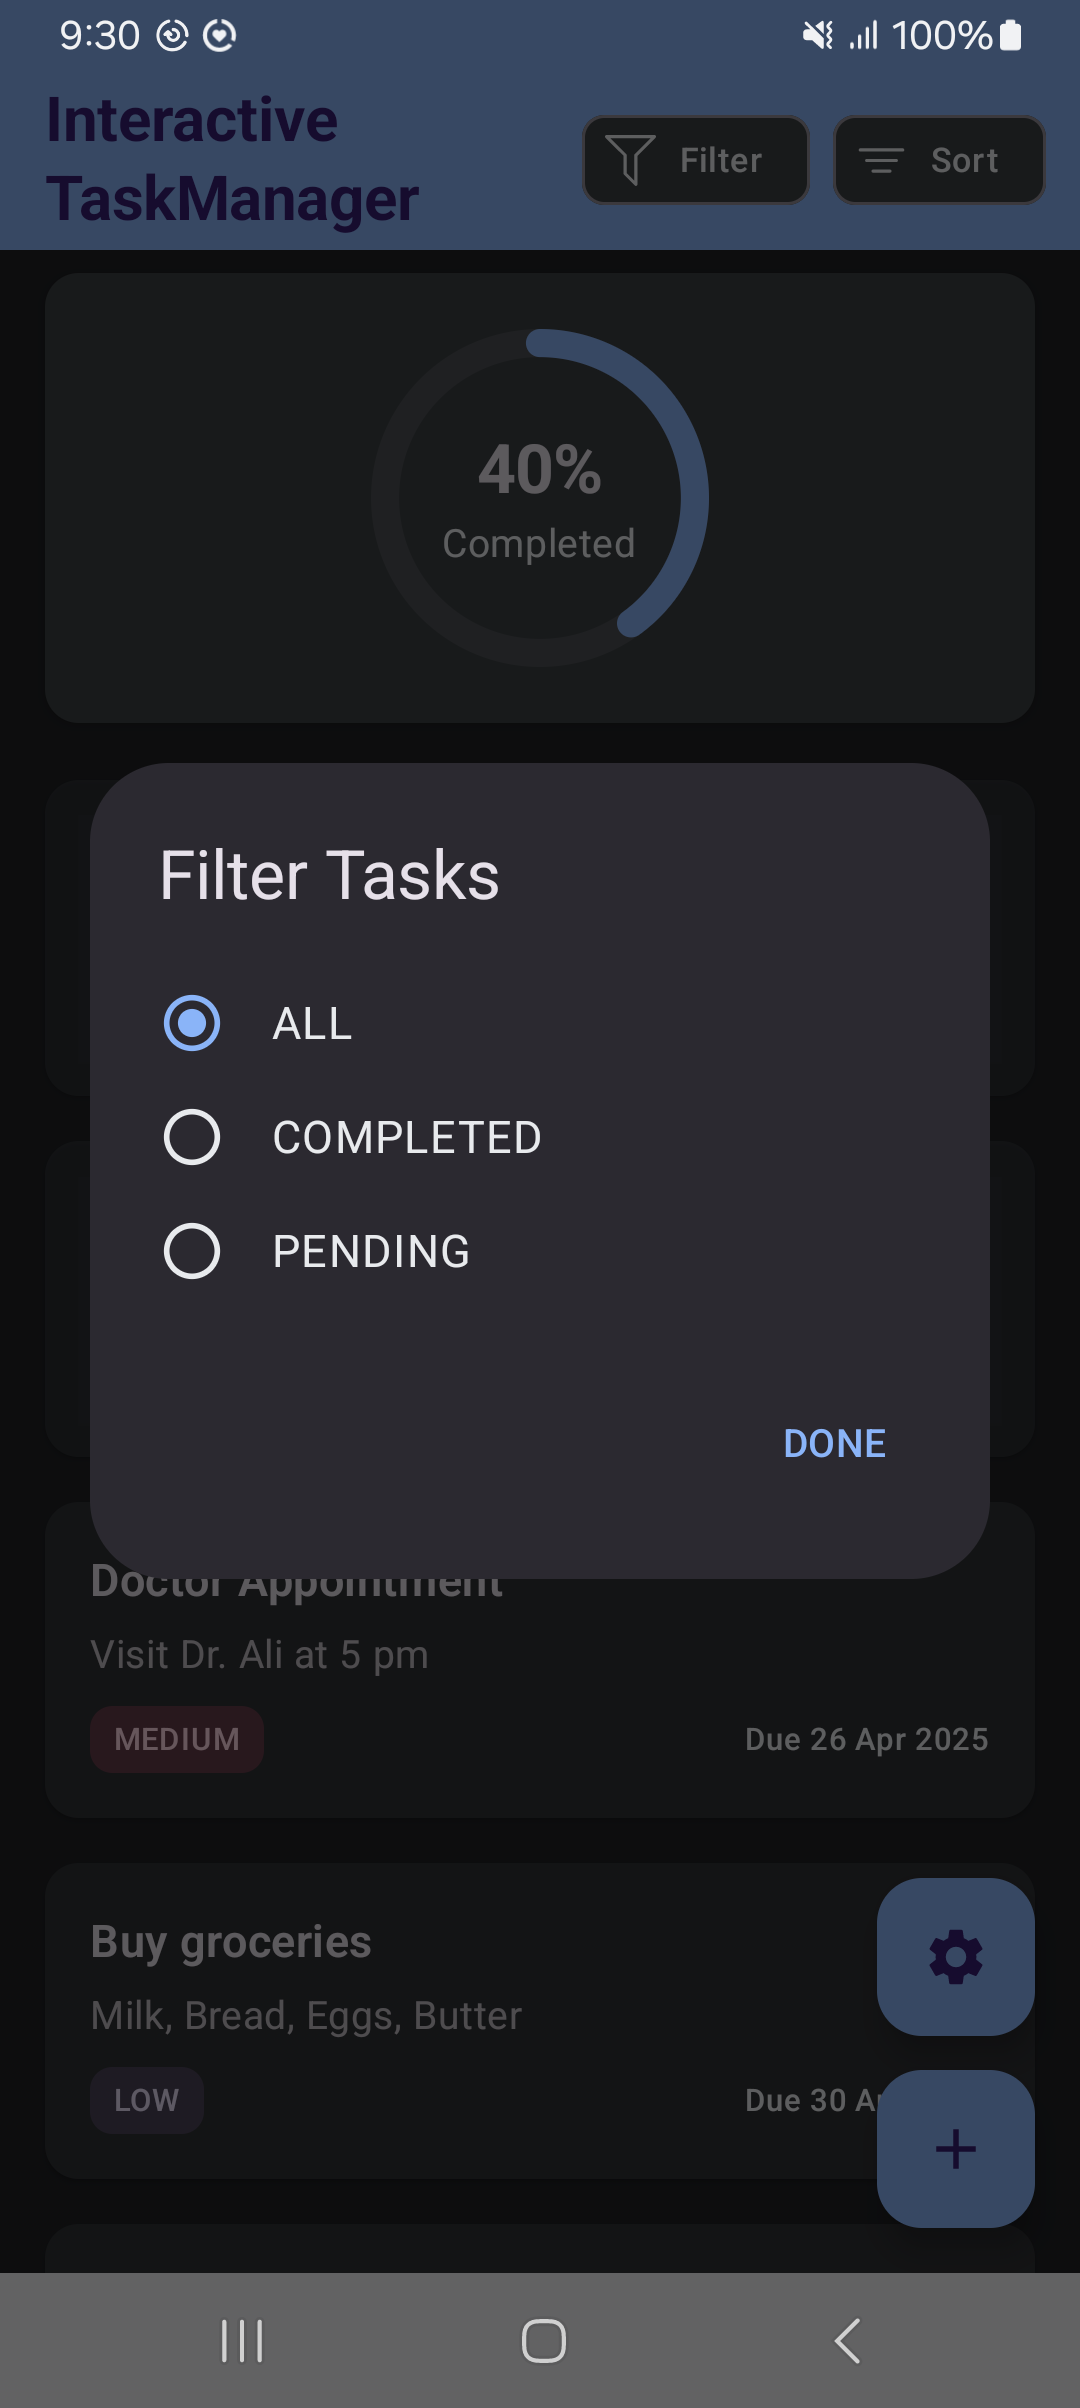 9:30
100%
Interactive
TaskManager
Filter
Sort
40%
Completed
Filter Tasks
ALL
COMPLETED
PENDING
DONE
Doctor Appointment
Visit Dr. Ali at 5 pm
MEDIUM
Due 26 Apr 2025
Buy groceries
Milk, Bread, Eggs, Butter
LOW
Due 30